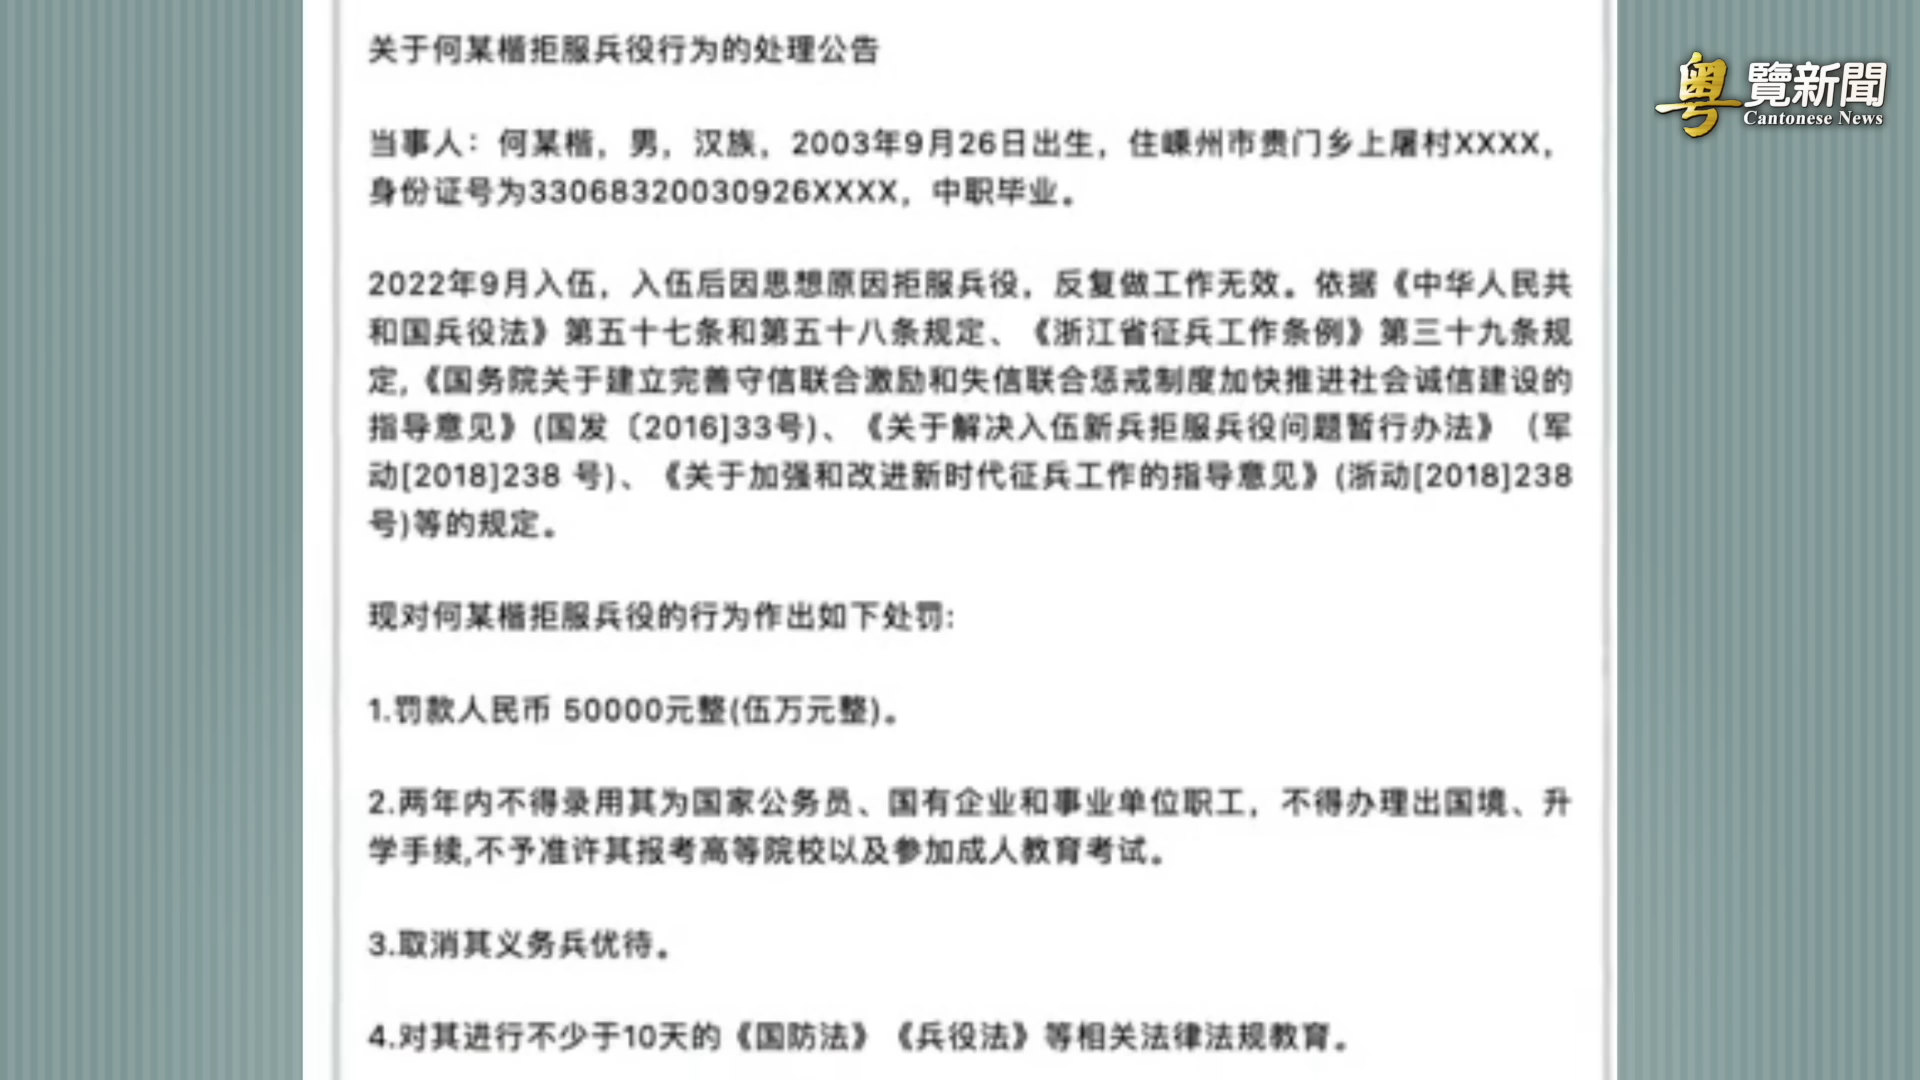 关于何某楷拒服兵役行为的处理公告
粤覽新聞
Cantonese News
当事人：何某楷，男，汉族，2003年9月26日出生，住嵊州市贵门乡上屠村XXXX，
身份证号为33068320030926XXXX，中职毕业。
2022年9月入伍，入伍后因思想原因拒服兵役，反复做工作无效。依据《中华人民共
和国兵役法》第五十七条和第五十八条规定、《浙江省征兵工作条例》第三十九条规
定,《国务院关于建立完善守信联合激励和失信联合惩戒制度加快推进社会诚信建设的
指导意见》(国发〔2016]33号)、《关于解决入伍新兵拒服兵役问题暂行办法》（军
动[2018]238 号)、《关于加强和改进新时代征兵工作的指导意见》(浙动[2018]238
号)等的规定。
现对何某楷拒服兵役的行为作出如下处罚:
1.罚款人民币 50000元整(伍万元整)。
2.两年内不得录用其为国家公务员、国有企业和事业单位职工，不得办理出国境、升
学手续,不予准许其报考高等院校以及参加成人教育考试。
3.取消其义务兵优待。
4.对其进行不少于10天的《国防法》《兵役法》等相关法律法规教育。